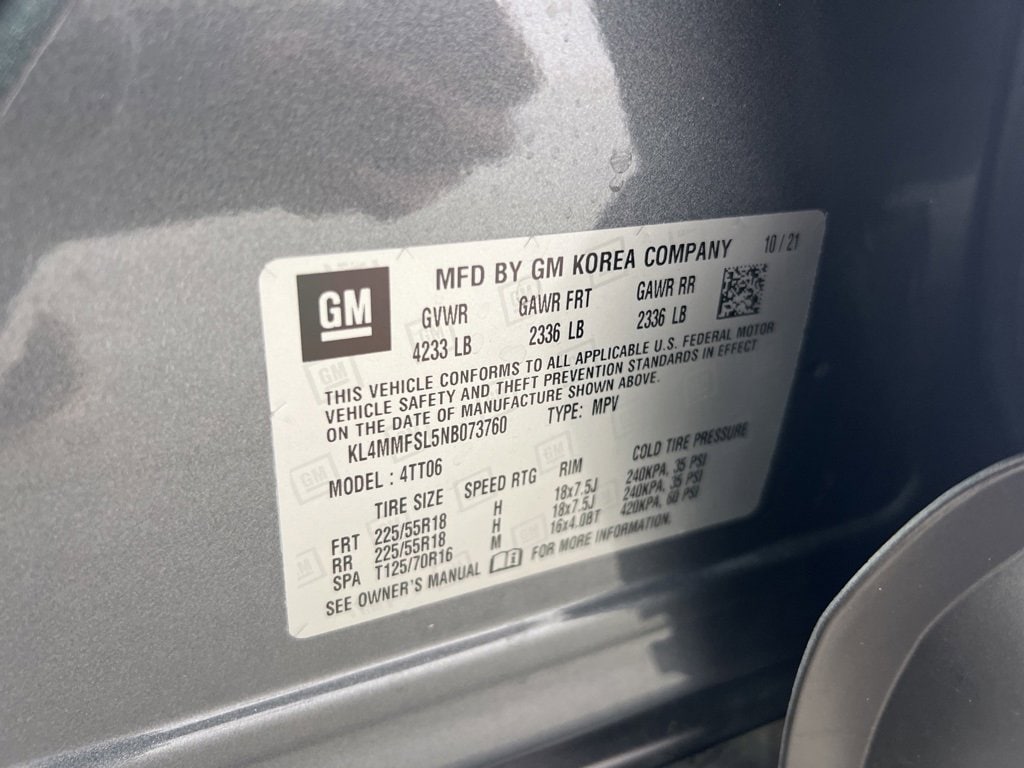 GM
MFD BY GM KOREA COMPANY 10/21
GVWR GAWR FRT GAWR RR
4233 LB 2336 LB 2336 LB
THIS VEHICLE CONFORMS TO ALL APPLICABLE U.S. FEDERAL MOTOR
VEHICLE SAFETY AND THEFT PREVENTION STANDARDS IN EFFECT
ON THE DATE OF MANUFACTURE SHOWN ABOVE.
KL4MMFSL5NB073760 TYPE: MPV
MODEL: 4TT06
TIRE SIZE SPEED RTG RIM COLD TIRE PRESSURE
FRT 225/55R18 H 18x7.5J 240KPA, 35 PSI
RR 225/55R18 H 18x7.5J 240KPA, 35 PSI
SPA T125/70R16 M 16x4.0BT 420KPA, 60 PSI
SEE OWNER'S MANUAL FOR MORE INFORMATION.